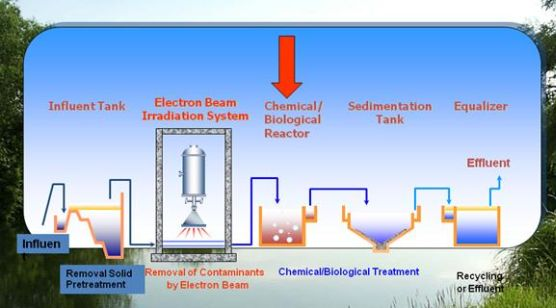 Influent Tank
Electron Beam
Irradiation System
Chemical/
Biological
Reactor
Sedimentation
Tank
Equalizer
Effluent
Influen
Removal Solid
Pretreatment
Removal of Contaminants
by Electron Beam
Chemical/Biological Treatment
Recycling
or Effluent